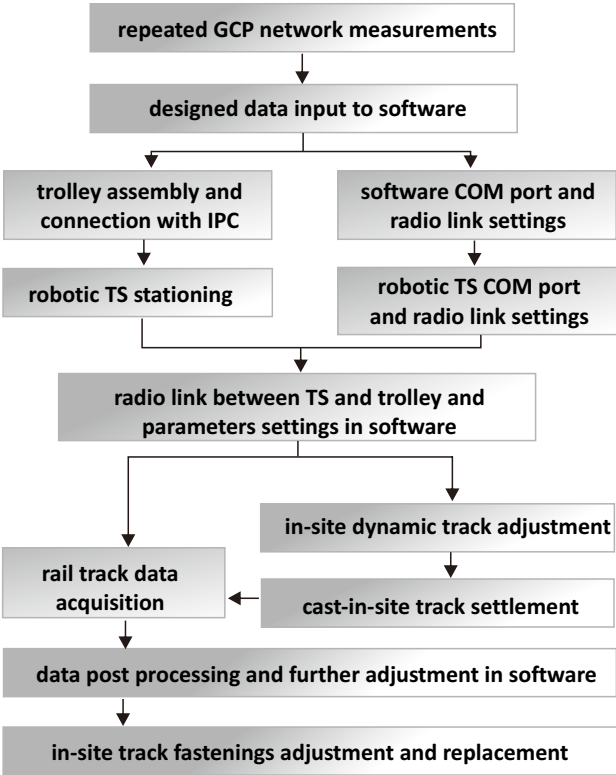 repeated GCP network measurements
designed data input to software
trolley assembly and
connection with IPC
software COM port and
radio link settings
robotic TS stationing
robotic TS COM port
and radio link settings
radio link between TS and trolley and
parameters settings in software
in-site dynamic track adjustment
rail track data
acquisition
cast-in-site track settlement
data post processing and further adjustment in software
in-site track fastenings adjustment and replacement